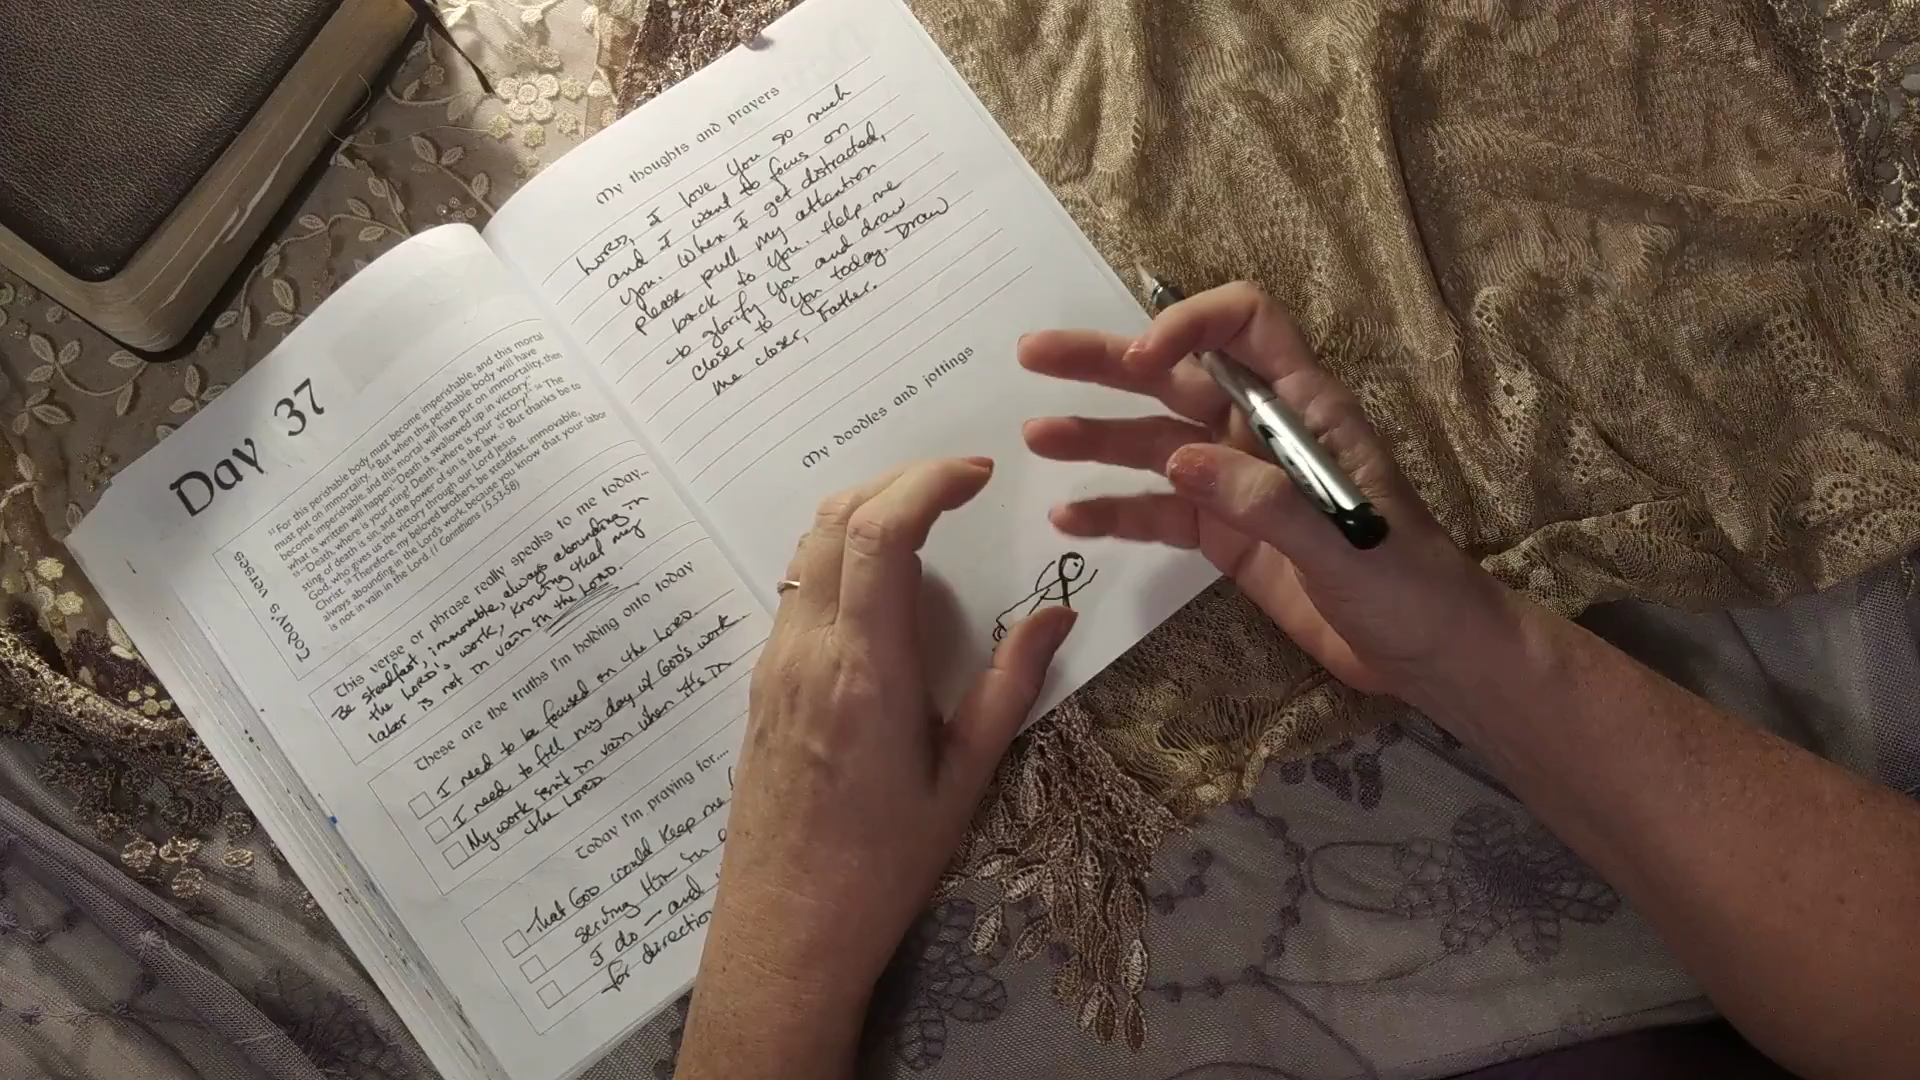 Day 37
Today's verses
53 For this perishable body must become imperishable, and this mortal
must put on immortality. 54 But when this perishable body will have
become imperishable, and this mortal will have put on immortality, then
what is written will happen: "Death is swallowed up in victory."
55 "Death, where is your sting? Death, where is your victory?" 56 The
sting of death is sin, and the power of sin is the law. 57 But thanks be to
God, who gives us the victory through our Lord Jesus
Christ. 58 Therefore, my beloved brothers, be steadfast, immovable,
always abounding in the Lord's work, because you know that your labor
is not in vain in the Lord. (1 Corinthians 15:53-58)
This verse or phrase really speaks to me today...
Be steadfast, immovable, always abounding in
the LORD's work, knowing that my
labor is not in vain in the LORD.
These are the truths I'm holding onto today
I need to be focused on the LORD.
I need to fill my day w/ GOD's work.
My work isn't in vain when it's in
the LORD.
Today I'm praying for....
That GOD would keep me
serving Him in
I do - and
for direction
My thoughts and prayers
LORD, I love You so much
and I want to focus on
You. When I get distracted,
please pull my attention
back to You. Help me
to glorify You and draw
closer to You today. Draw
me closer, Father.
My doodles and jottings